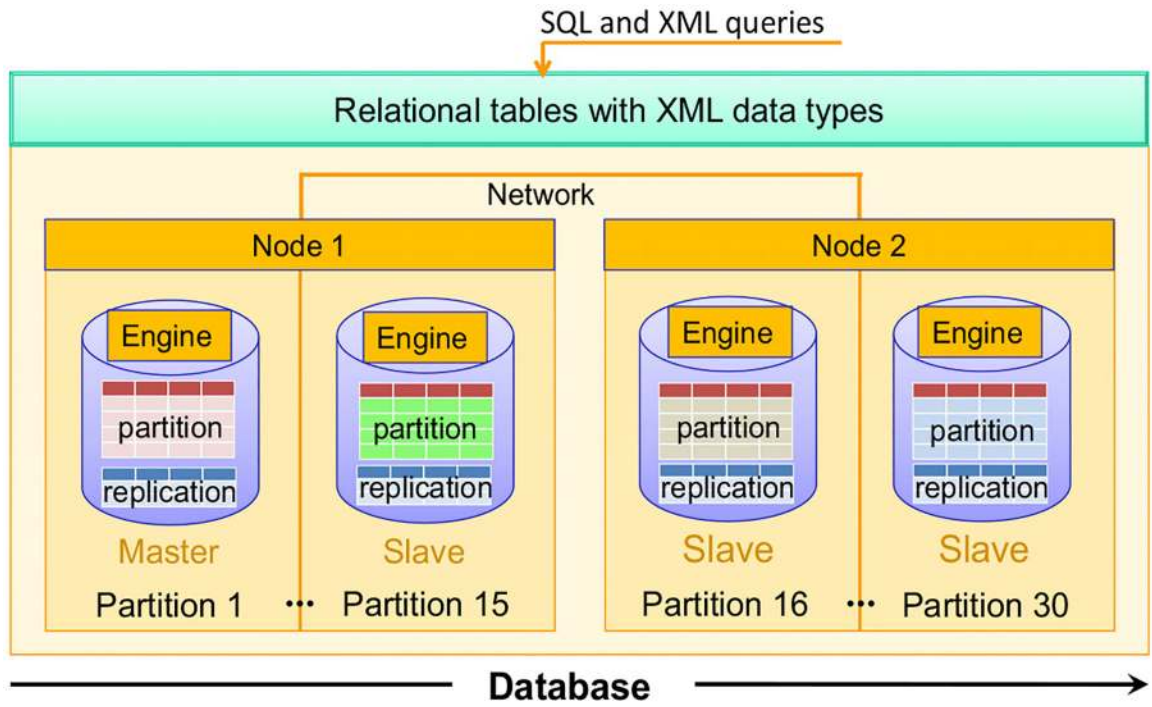 SQL and XML queries
Relational tables with XML data types
Network
Node 1
Node 2
Engine
Engine
Engine
Engine
partition
partition
partition
partition
replication
replication
replication
replication
Master
Slave
Slave
Slave
Partition 1 ••• Partition 15
Partition 16 ••• Partition 30
Database